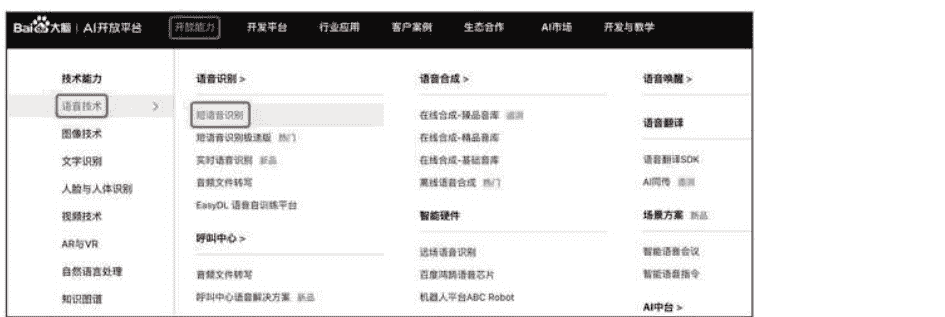 Bai大脑 | AI开放平台 开放能力 开发平台 行业应用 客户案例 生态合作 AI市场 开发与教学
技术能力
语音技术 >
图像技术
文字识别
人脸与人体识别
视频技术
AR与VR
自然语言处理
知识图谱
语音识别 >
短语音识别
短语音识别极速版 热门
实时语音识别 新品
音频文件转写
EasyDL 语音自训练平台
呼叫中心 >
音频文件转写
呼叫中心语音解决方案 新品
语音合成 >
在线合成-臻品音库 邀测
在线合成-精品音库
在线合成-基础音库
离线语音合成 热门
智能硬件
远场语音识别
百度鸿鹄语音芯片
机器人平台ABC Robot
语音唤醒 >
语音翻译
语音翻译SDK
AI同传 邀测
场景方案 新品
智能语音会议
智能语音指令
AI中台 >